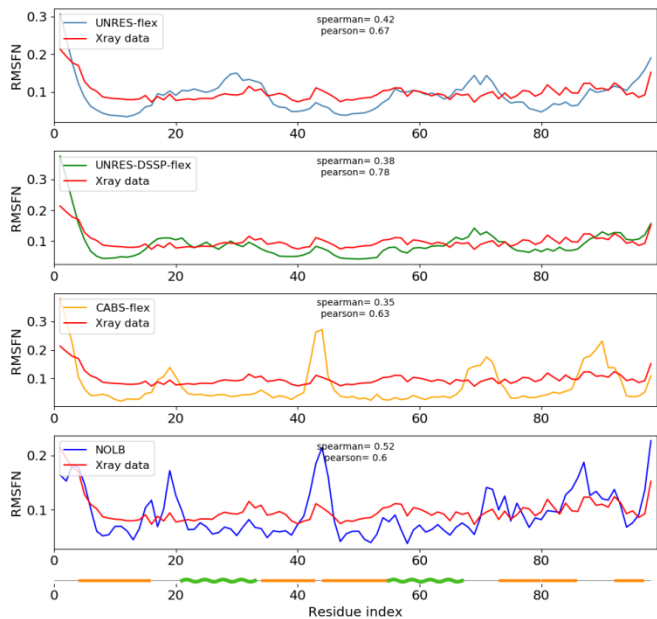 spearman= 0.42
pearson= 0.67
UNRES-flex
Xray data
RMSFN
0.3
0.2
0.1
0 20 40 60 80
spearman= 0.38
pearson= 0.78
UNRES-DSSP-flex
Xray data
RMSFN
0.3
0.2
0.1
0 20 40 60 80
spearman= 0.35
pearson= 0.63
CABS-flex
Xray data
RMSFN
0.3
0.2
0.1
0 20 40 60 80
spearman= 0.52
pearson= 0.6
NOLB
Xray data
RMSFN
0.2
0.1
0 20 40 60 80
Residue index